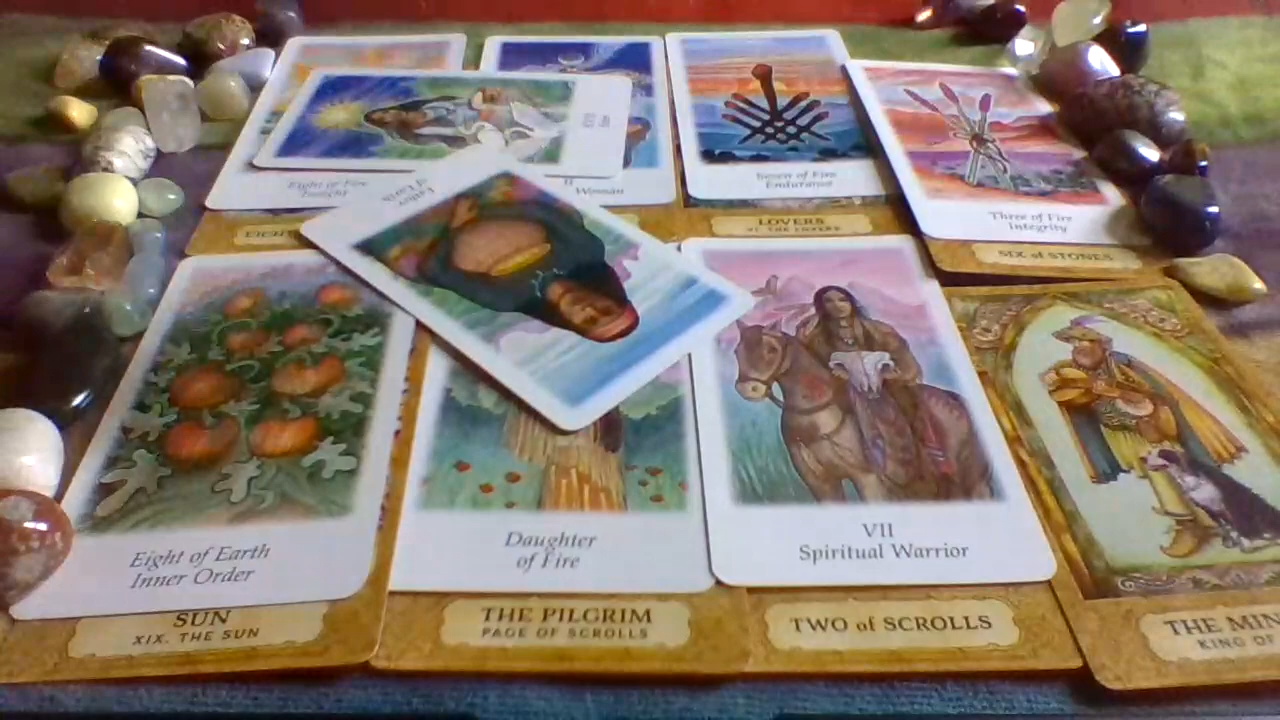 Eight of Fire
II
Woman
Seven of Fire
Endurance
Three of Fire
Integrity
EIGHT
LOVERS
VI. THE LOVERS
SIX of STONES
Eight of Earth
Inner Order
SUN
XIX. THE SUN
Daughter
of Fire
THE PILGRIM
PAGE OF SCROLLS
VII
Spiritual Warrior
TWO of SCROLLS
THE MIN
KING OF